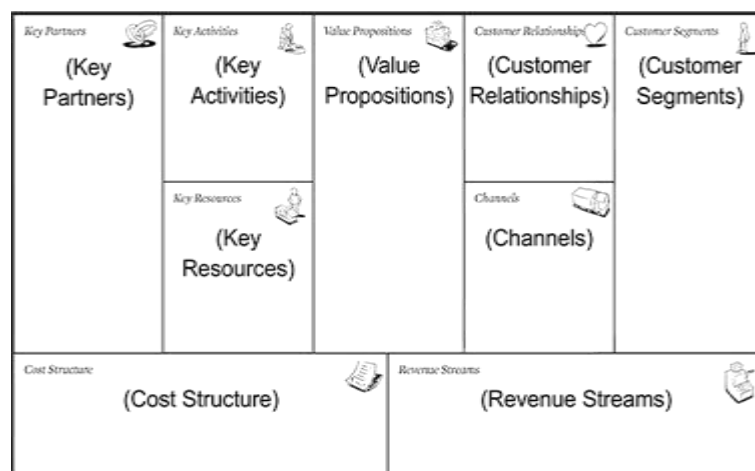 Key Partners
(Key
Partners)
Key Activities
(Key
Activities)
Key Resources
(Key
Resources)
Value Propositions
(Value
Propositions)
Customer Relationships
(Customer
Relationships)
Channels
(Channels)
Customer Segments
(Customer
Segments)
Cost Structure
(Cost Structure)
Revenue Streams
(Revenue Streams)